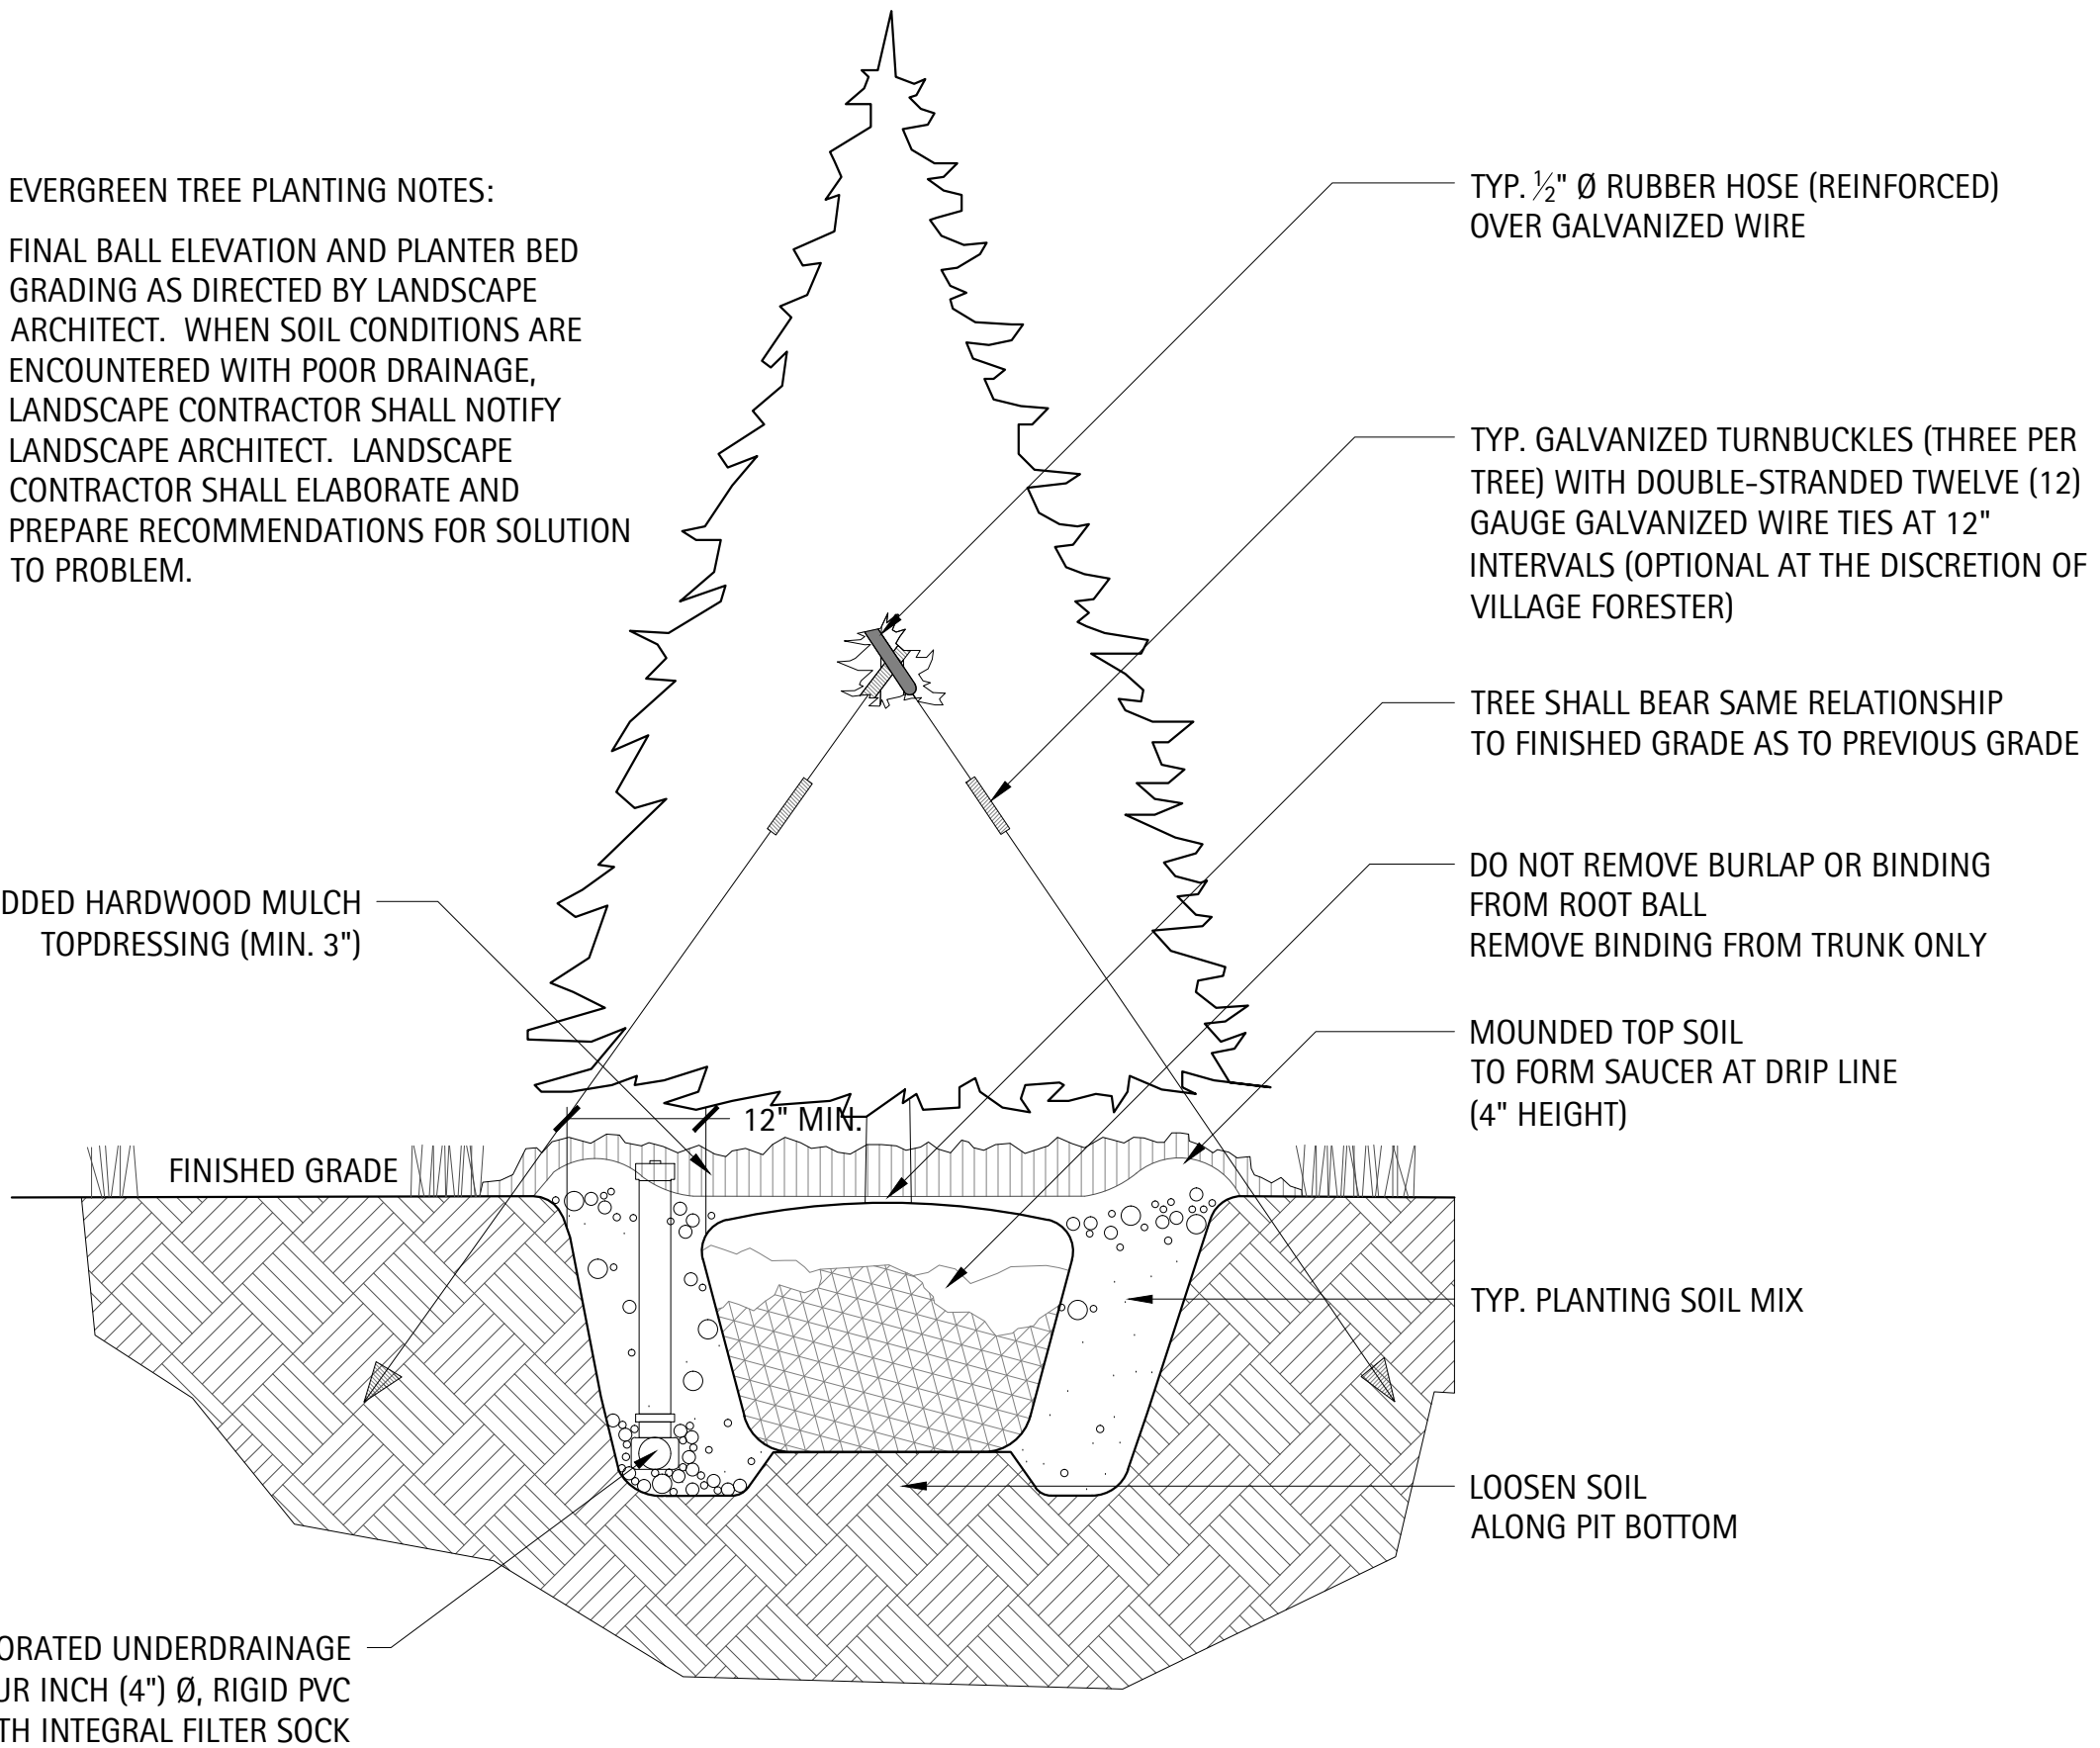 EVERGREEN TREE PLANTING NOTES:
FINAL BALL ELEVATION AND PLANTER BED
GRADING AS DIRECTED BY LANDSCAPE
ARCHITECT. WHEN SOIL CONDITIONS ARE
ENCOUNTERED WITH POOR DRAINAGE,
LANDSCAPE CONTRACTOR SHALL NOTIFY
LANDSCAPE ARCHITECT. LANDSCAPE
CONTRACTOR SHALL ELABORATE AND
PREPARE RECOMMENDATIONS FOR SOLUTION
TO PROBLEM.
TYP. ½" Ø RUBBER HOSE (REINFORCED)
OVER GALVANIZED WIRE
TYP. GALVANIZED TURNBUCKLES (THREE PER
TREE) WITH DOUBLE-STRANDED TWELVE (12)
GAUGE GALVANIZED WIRE TIES AT 12"
INTERVALS (OPTIONAL AT THE DISCRETION OF
VILLAGE FORESTER)
TREE SHALL BEAR SAME RELATIONSHIP
TO FINISHED GRADE AS TO PREVIOUS GRADE
DO NOT REMOVE BURLAP OR BINDING
FROM ROOT BALL
REMOVE BINDING FROM TRUNK ONLY
MOUNDED TOP SOIL
TO FORM SAUCER AT DRIP LINE
(4" HEIGHT)
TYP. PLANTING SOIL MIX
LOOSEN SOIL
ALONG PIT BOTTOM
HARDWOOD MULCH
TOPDRESSING (MIN. 3")
12" MIN.
FINISHED GRADE
UNDERDRAINAGE
INCH (4") Ø, RIGID PVC
INTEGRAL FILTER SOCK